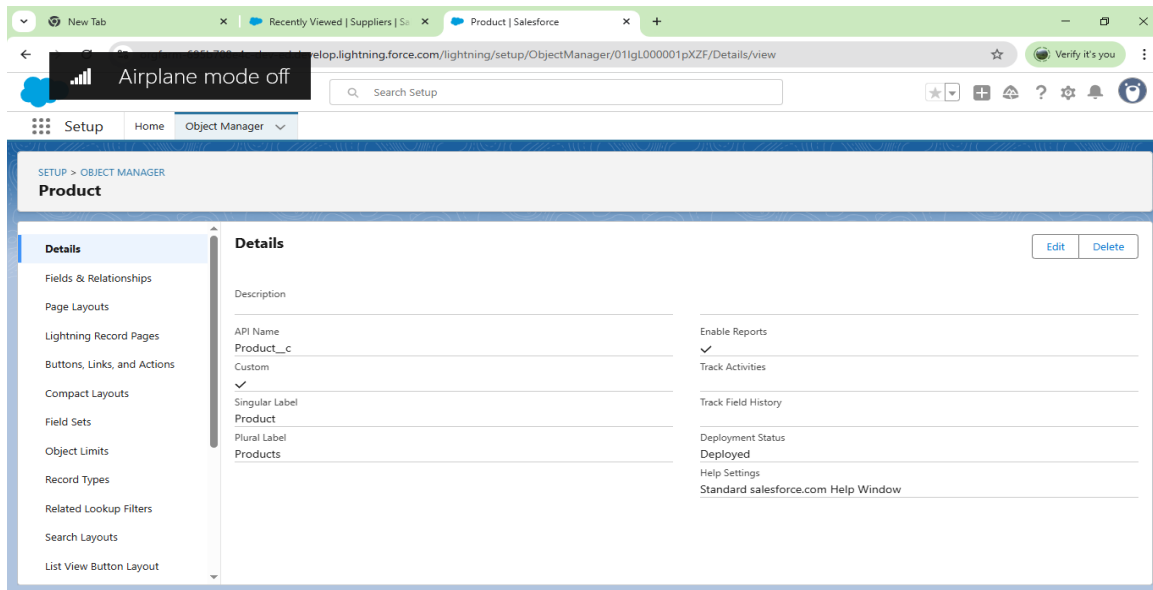 New Tab
Recently Viewed | Suppliers | Sa
Product | Salesforce
velop.lightning.force.com/lightning/setup/ObjectManager/01IgL000001pXZF/Details/view
Verify it's you
Airplane mode off
Search Setup
Setup
Home
Object Manager
SETUP > OBJECT MANAGER
Product
Details
Fields & Relationships
Page Layouts
Lightning Record Pages
Buttons, Links, and Actions
Compact Layouts
Field Sets
Object Limits
Record Types
Related Lookup Filters
Search Layouts
List View Button Layout
Details
Edit
Delete
Description
API Name
Product__c
Custom
Singular Label
Product
Plural Label
Products
Enable Reports
Track Activities
Track Field History
Deployment Status
Deployed
Help Settings
Standard salesforce.com Help Window